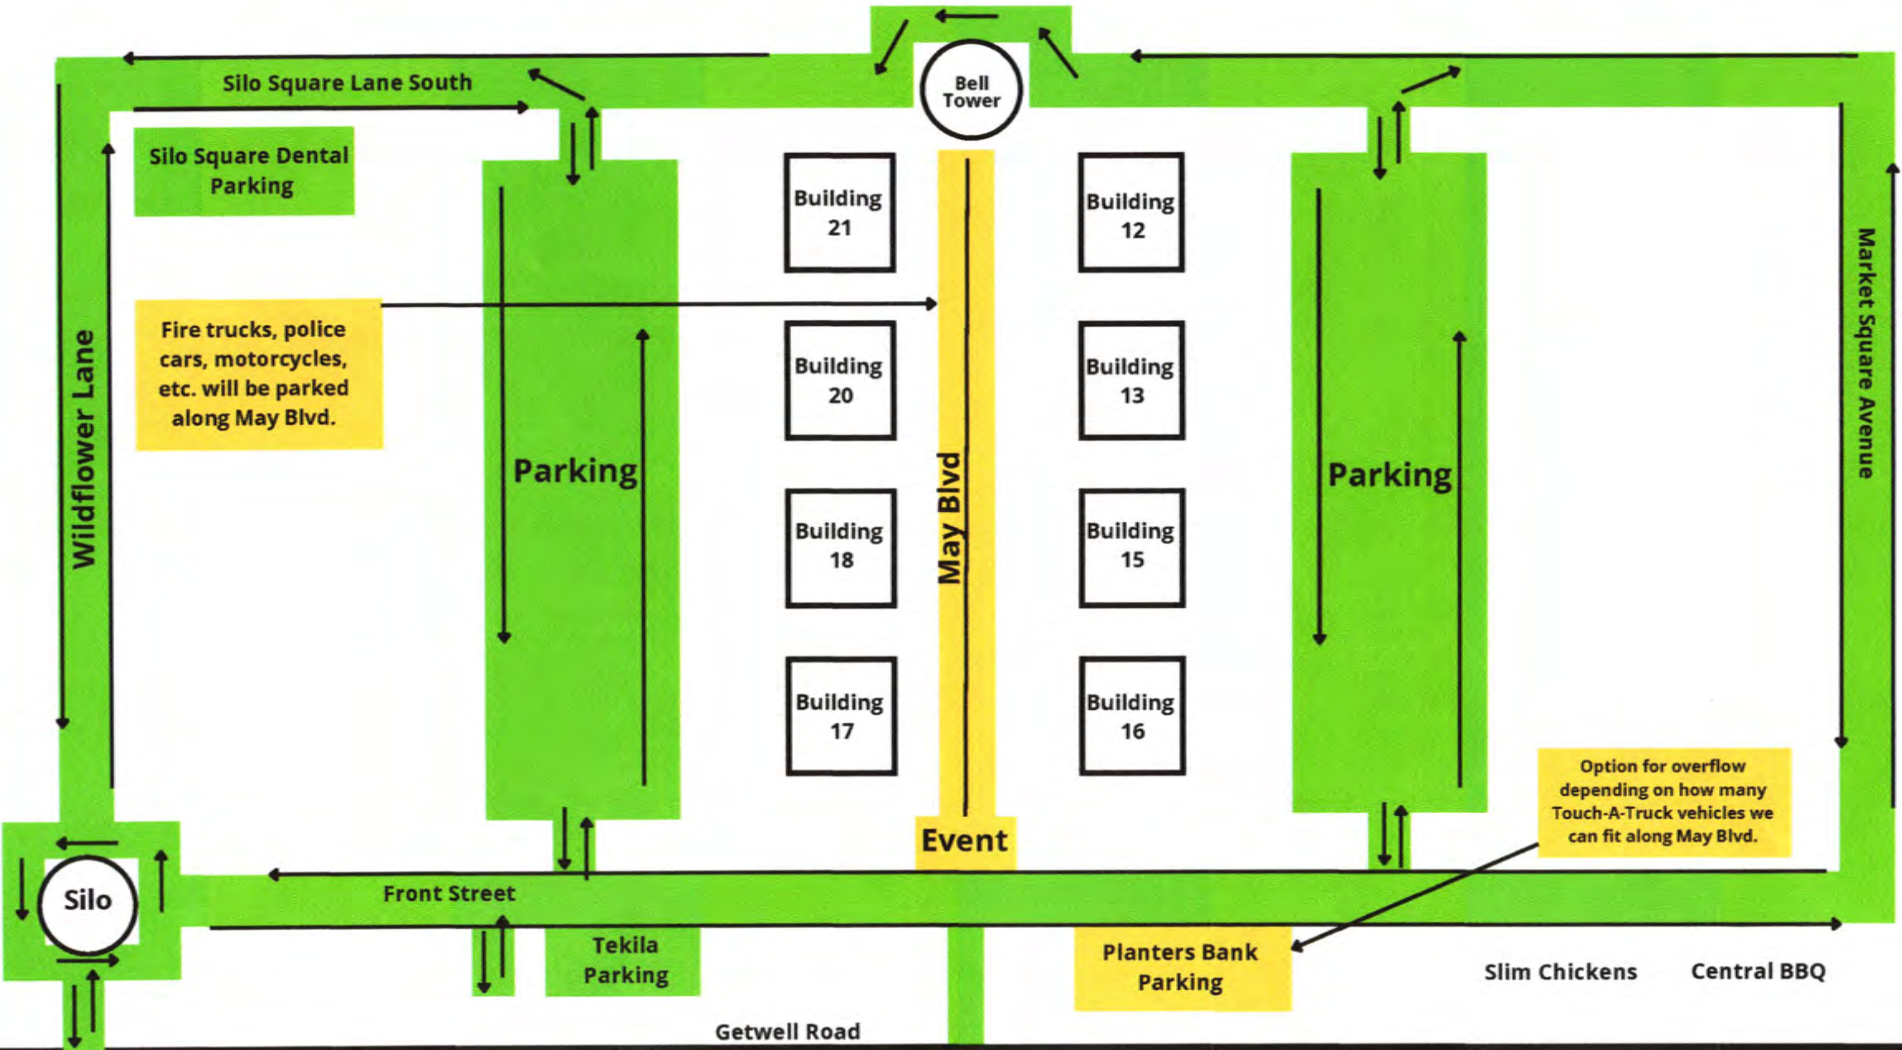 Bell
Tower
Silo Square Lane South
Silo Square Dental
Parking
Building
21
Building
12
Fire trucks, police
cars, motorcycles,
etc. will be parked
along May Blvd.
Wildflower Lane
Market Square Avenue
Building
20
Building
13
Parking
May Blvd
Parking
Building
18
Building
15
Building
17
Building
16
Option for overflow
depending on how many
Touch-A-Truck vehicles we
can fit along May Blvd.
Event
Silo
Front Street
Tekila
Parking
Planters Bank
Parking
Slim Chickens
Central BBQ
Getwell Road